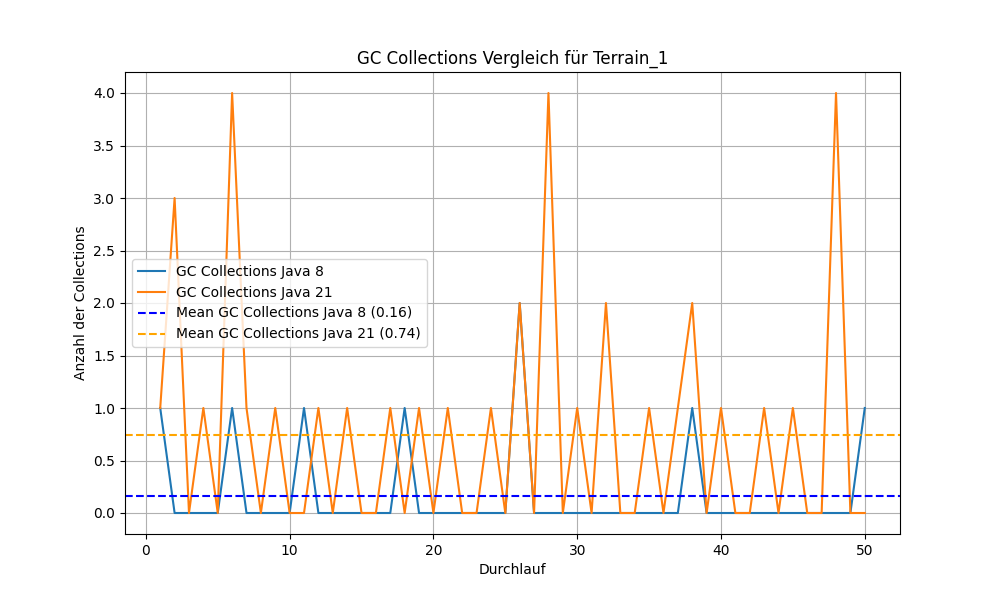 GC Collections Vergleich für Terrain_1
Anzahl der Collections
4.0
3.5
3.0
2.5
2.0
1.5
1.0
0.5
0.0
GC Collections Java 8
GC Collections Java 21
Mean GC Collections Java 8 (0.16)
Mean GC Collections Java 21 (0.74)
0 10 20 30 40 50
Durchlauf